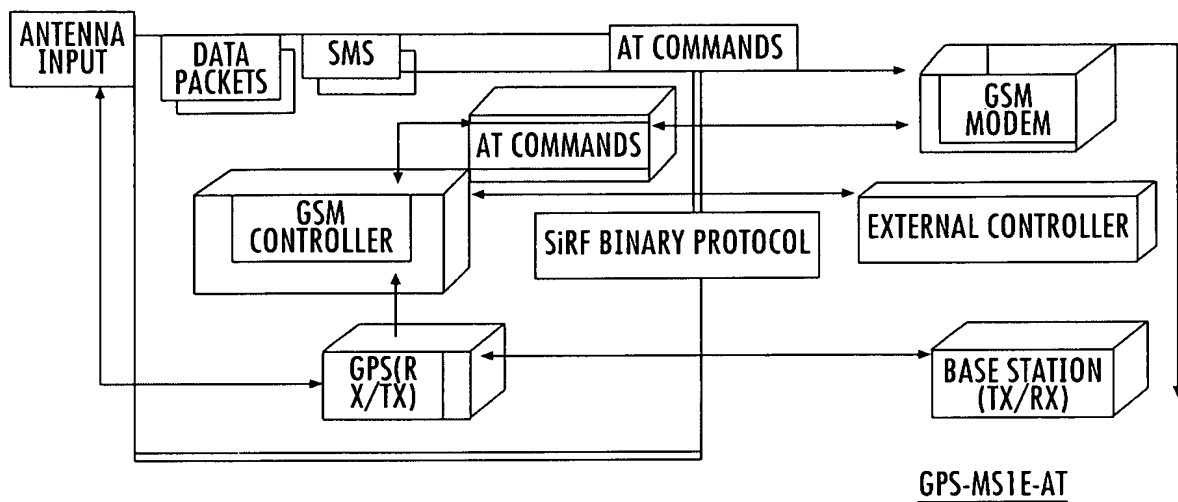 ANTENNA
INPUT
DATA
PACKETS
SMS
AT COMMANDS
GSM
MODEM
AT COMMANDS
GSM
CONTROLLER
SiRF BINARY PROTOCOL
EXTERNAL CONTROLLER
GPS(R
X/TX)
BASE STATION
(TX/RX)
GPS-MS1E-AT